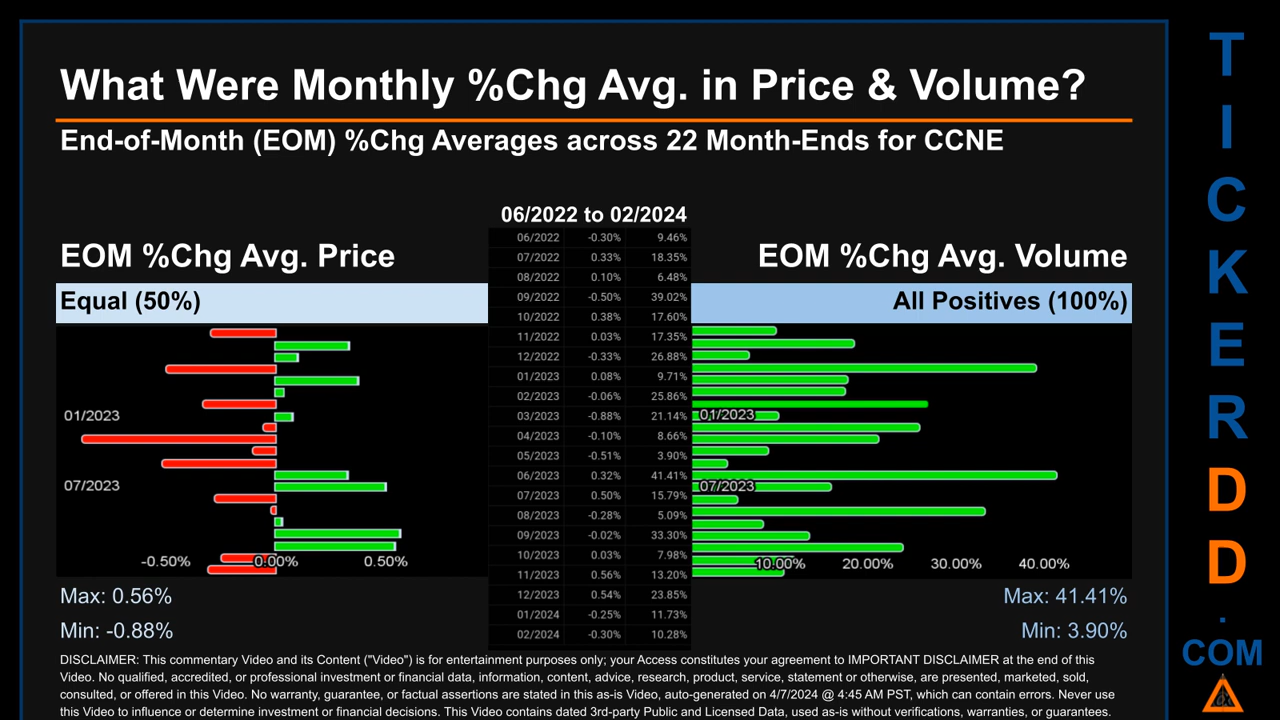 What Were Monthly %Chg Avg. in Price & Volume?
End-of-Month (EOM) %Chg Averages across 22 Month-Ends for CCNE
06/2022 to 02/2024
EOM %Chg Avg. Price
EOM %Chg Avg. Volume
Equal (50%)
All Positives (100%)
06/2022 -0.30% 9.46%
07/2022 0.33% 18.35%
08/2022 0.10% 6.48%
09/2022 -0.50% 39.02%
10/2022 0.38% 17.60%
11/2022 0.03% 17.35%
12/2022 -0.33% 26.88%
01/2023 0.08% 9.71%
02/2023 -0.06% 25.86%
03/2023 -0.88% 21.14%
04/2023 -0.10% 8.66%
05/2023 -0.51% 3.90%
06/2023 0.32% 41.41%
07/2023 0.50% 15.79%
08/2023 -0.28% 5.09%
09/2023 -0.02% 33.30%
10/2023 0.03% 7.98%
11/2023 0.56% 13.20%
12/2023 0.54% 23.85%
01/2024 -0.25% 11.73%
02/2024 -0.30% 10.28%
01/2023
07/2023
-0.50% 0.00% 0.50%
01/2023
07/2023
10.00% 20.00% 30.00% 40.00%
Max: 0.56%
Min: -0.88%
Max: 41.41%
Min: 3.90%
DISCLAIMER: This commentary Video and its Content ("Video") is for entertainment purposes only; your Access constitutes your agreement to IMPORTANT DISCLAIMER at the end of this
Video. No qualified, accredited, or professional investment or financial data, information, content, advice, research, product, service, statement or otherwise, are presented, marketed, sold,
consulted, or offered in this Video. No warranty, guarantee, or factual assertions are stated in this as-is Video, auto-generated on 4/7/2024 @ 4:45 AM PST, which can contain errors. Never use
this Video to influence or determine investment or financial decisions. This Video contains dated 3rd-party Public and Licensed Data, used as-is without verifications, warranties, or guarantees.
T
I
C
K
E
R
D
D
.
COM